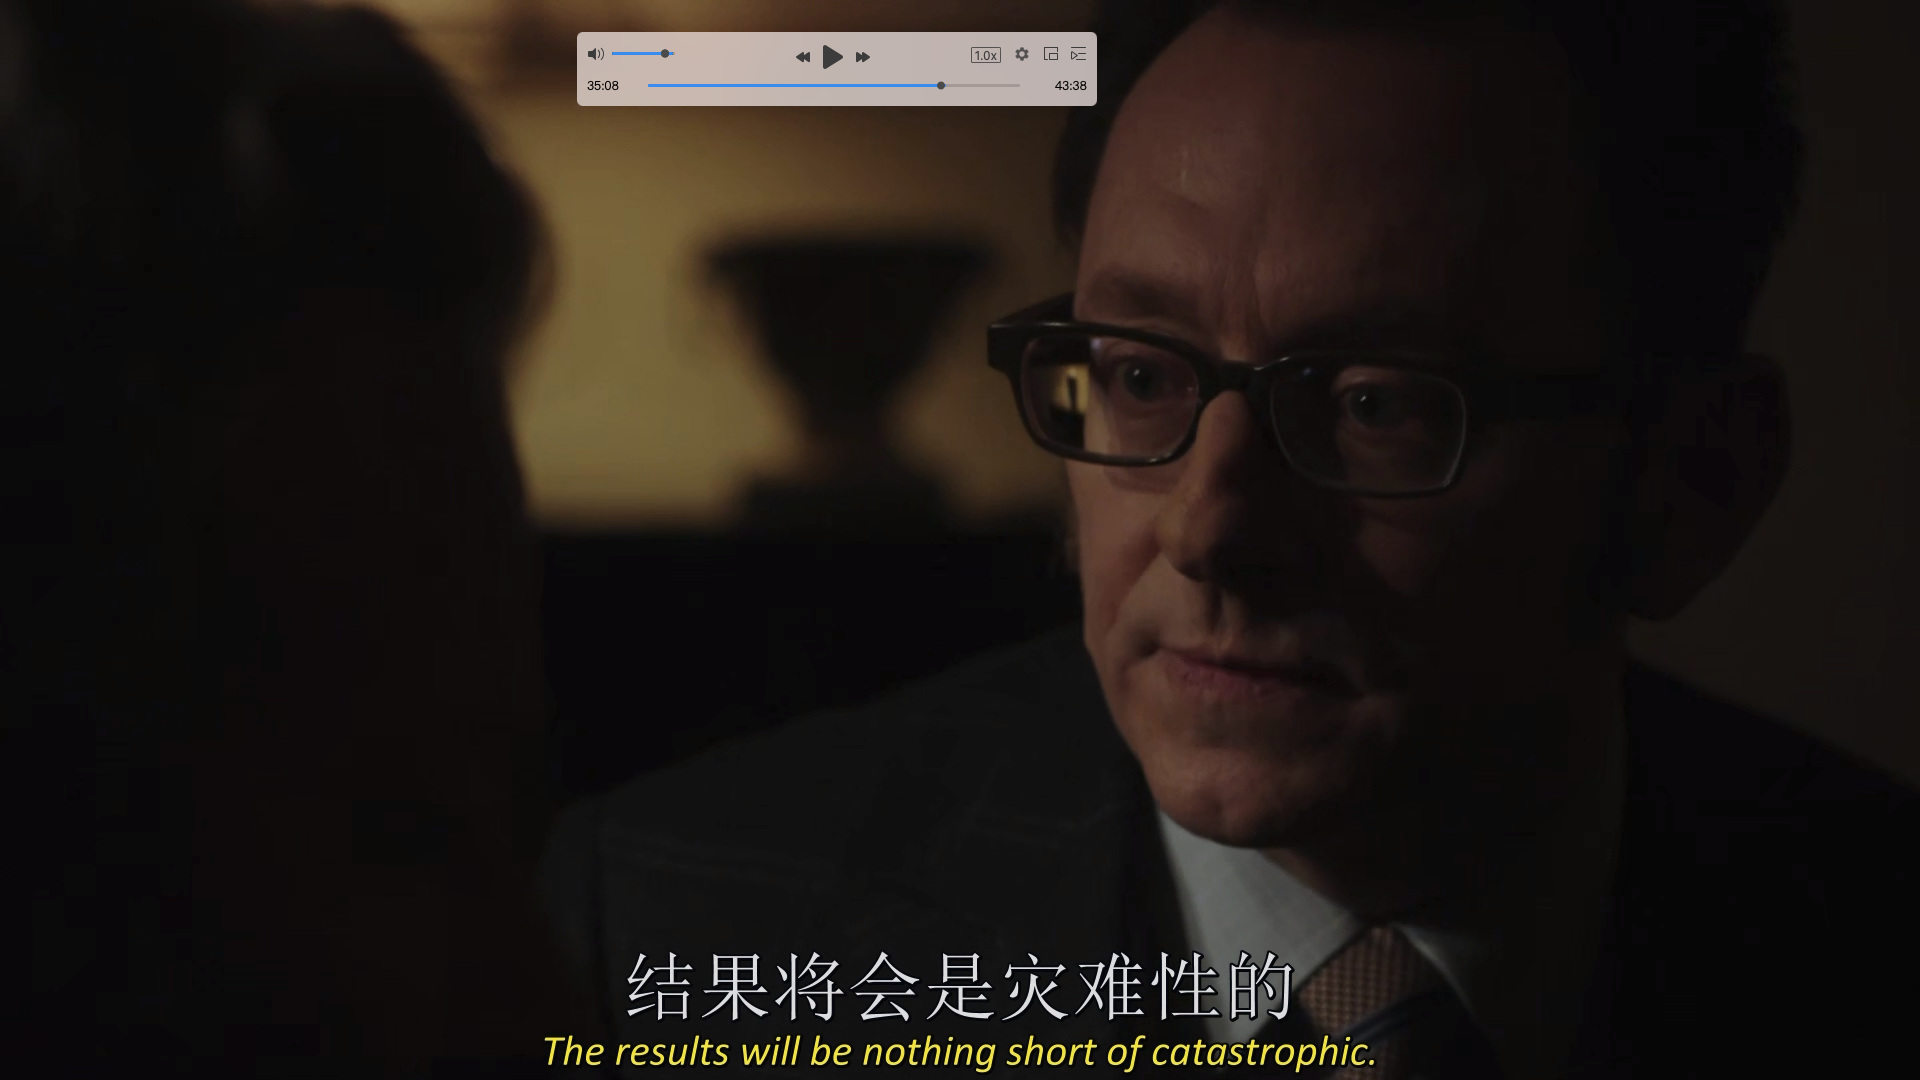 1.0x
35:08
43:38
结果将会是灾难性的
The results will be nothing short of catastrophic.